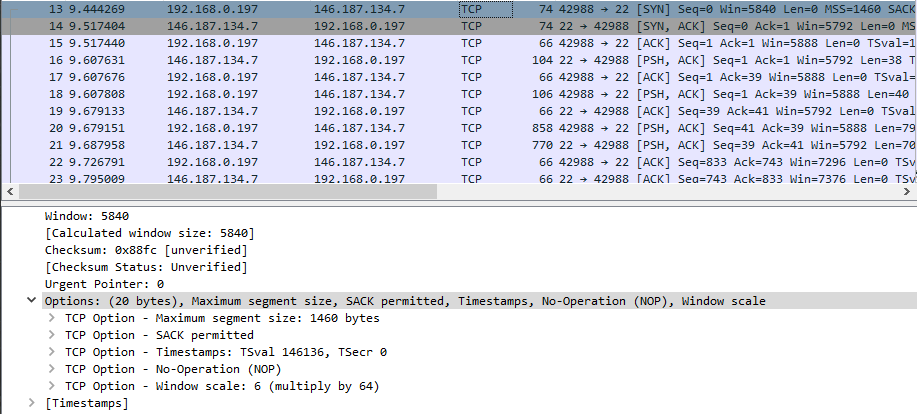 13 9.444269 192.168.0.197 146.187.134.7 TCP 74 42988 → 22 [SYN] Seq=0 Win=5840 Len=0 MSS=1460 SACK
14 9.517404 146.187.134.7 192.168.0.197 TCP 74 22 → 42988 [SYN, ACK] Seq=0 Ack=1 Win=5792 Len=0 MS
15 9.517440 192.168.0.197 146.187.134.7 TCP 66 42988 → 22 [ACK] Seq=1 Ack=1 Win=5888 Len=0 TSval=1
16 9.607631 146.187.134.7 192.168.0.197 TCP 104 22 → 42988 [PSH, ACK] Seq=1 Ack=1 Win=5792 Len=38 T
17 9.607676 192.168.0.197 146.187.134.7 TCP 66 42988 → 22 [ACK] Seq=1 Ack=39 Win=5888 Len=0 TSval=
18 9.607808 192.168.0.197 146.187.134.7 TCP 106 42988 → 22 [PSH, ACK] Seq=1 Ack=39 Win=5888 Len=40
19 9.679133 146.187.134.7 192.168.0.197 TCP 66 22 → 42988 [ACK] Seq=39 Ack=41 Win=5792 Len=0 TSval
20 9.679151 192.168.0.197 146.187.134.7 TCP 858 42988 → 22 [PSH, ACK] Seq=41 Ack=39 Win=5888 Len=79
21 9.687958 146.187.134.7 192.168.0.197 TCP 770 22 → 42988 [PSH, ACK] Seq=39 Ack=41 Win=5792 Len=70
22 9.726791 192.168.0.197 146.187.134.7 TCP 66 42988 → 22 [ACK] Seq=833 Ack=743 Win=7296 Len=0 TSv
23 9.795009 146.187.134.7 192.168.0.197 TCP 66 22 → 42988 [ACK] Seq=743 Ack=833 Win=7376 Len=0 TSv
Window: 5840
[Calculated window size: 5840]
Checksum: 0x88fc [unverified]
[Checksum Status: Unverified]
Urgent Pointer: 0
Options: (20 bytes), Maximum segment size, SACK permitted, Timestamps, No-Operation (NOP), Window scale
TCP Option - Maximum segment size: 1460 bytes
TCP Option - SACK permitted
TCP Option - Timestamps: TSval 146136, TSecr 0
TCP Option - No-Operation (NOP)
TCP Option - Window scale: 6 (multiply by 64)
[Timestamps]